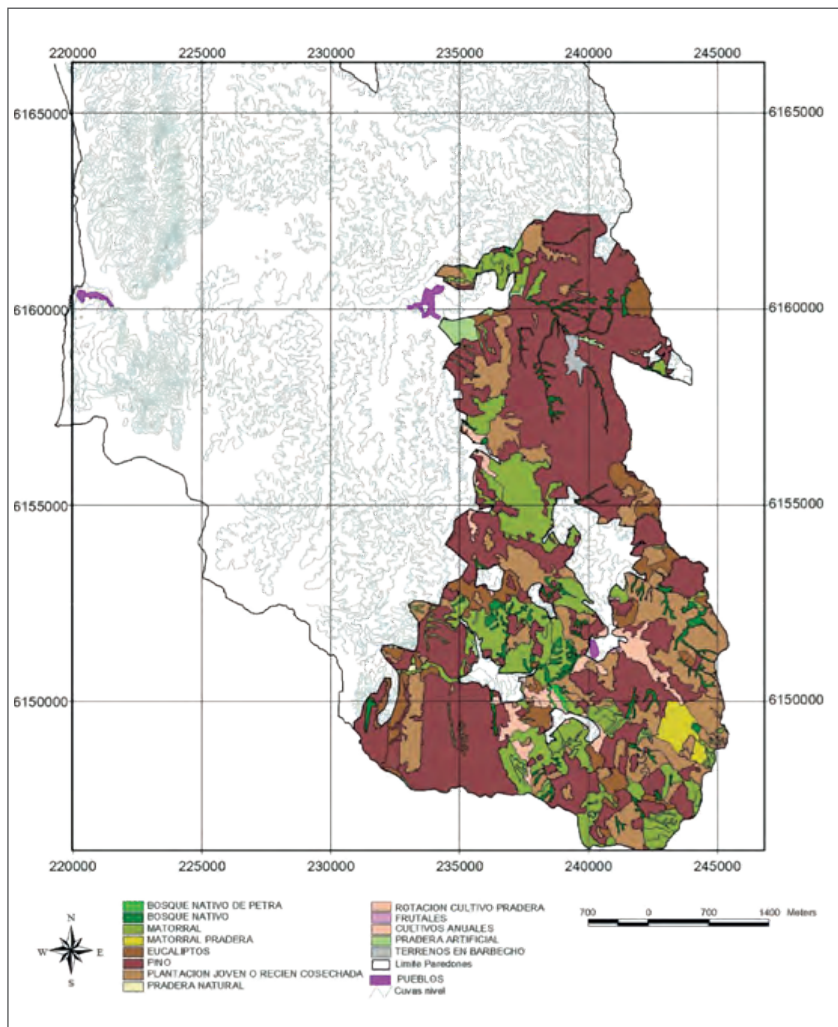 220000 225000 230000 235000 240000 245000
6165000 6165000
6160000 6160000
6155000 6155000
6150000 6150000
220000 225000 230000 235000 240000 245000
N
W E
S
BOSQUE NATIVO DE PETRA
BOSQUE NATIVO
MATORRAL
MATORRAL PRADERA
EUCALIPTOS
PINO
PLANTACION JOVEN O RECIEN COSECHADA
PRADERA NATURAL
ROTACION CULTIVO PRADERA
FRUTALES
CULTIVOS ANUALES
PRADERA ARTIFICIAL
TERRENOS EN BARBECHO
Limite Paredones
PUEBLOS
Cuvas nivel
700 0 700 1400 Meters